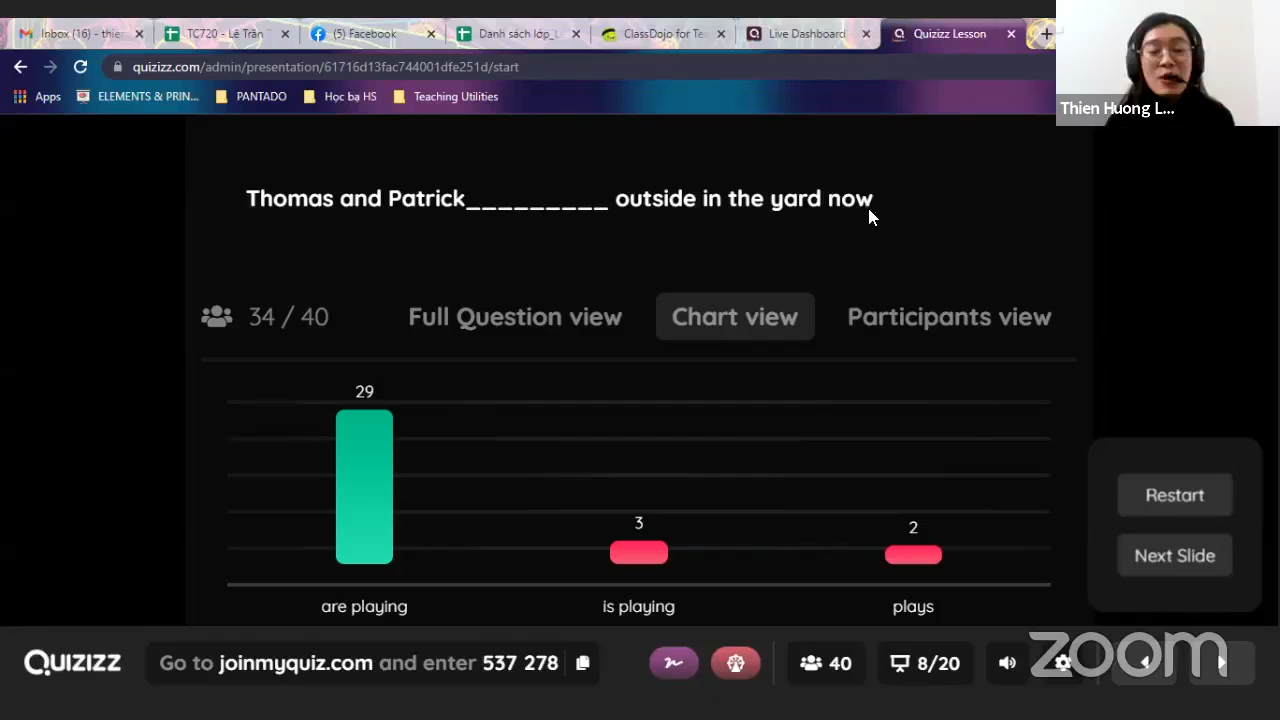 Inbox (16) - thien
TC720 - Lê Trần T
(5) Facebook
Danh sách lớp_L
ClassDojo for Te
Live Dashboard
Quizizz Lesson
quizizz.com/admin/presentation/61716d13fac744001dfe251d/start
Apps
ELEMENTS & PRIN...
PANTADO
Học bạ HS
Teaching Utilities
Thien Huong L...
Thomas and Patrick_________ outside in the yard now
34 / 40
Full Question view
Chart view
Participants view
29
3
2
are playing
is playing
plays
Restart
Next Slide
QUIZIZZ
Go to joinmyquiz.com and enter 537 278
40
8/20
zoom